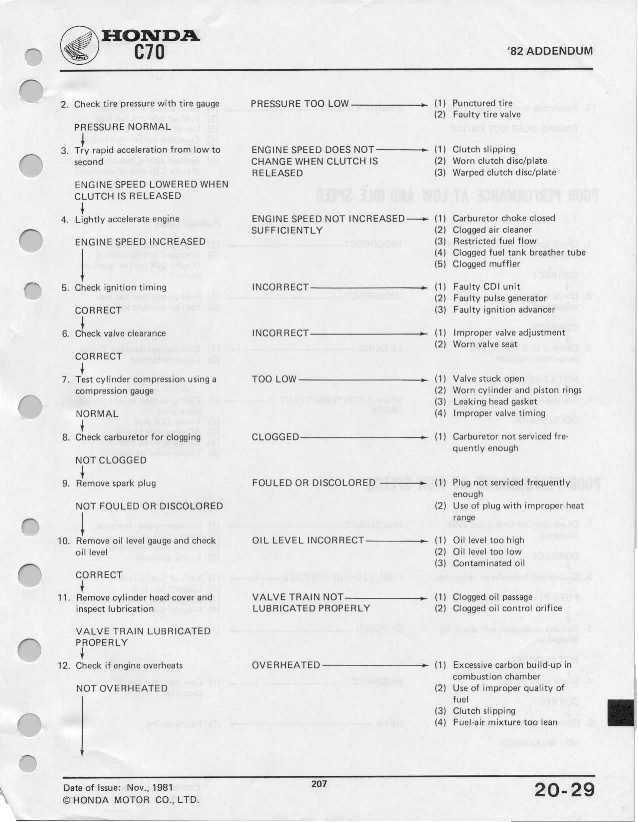 HONDA
C70
'82 ADDENDUM
2. Check tire pressure with tire gauge
PRESSURE TOO LOW
(1) Punctured tire
(2) Faulty tire valve
PRESSURE NORMAL
3. Try rapid acceleration from low to
second
ENGINE SPEED DOES NOT
CHANGE WHEN CLUTCH IS
RELEASED
(1) Clutch slipping
(2) Worn clutch disc/plate
(3) Warped clutch disc/plate
ENGINE SPEED LOWERED WHEN
CLUTCH IS RELEASED
4. Lightly accelerate engine
ENGINE SPEED NOT INCREASED
SUFFICIENTLY
(1) Carburetor choke closed
(2) Clogged air cleaner
(3) Restricted fuel flow
(4) Clogged fuel tank breather tube
(5) Clogged muffler
ENGINE SPEED INCREASED
5. Check ignition timing
INCORRECT
(1) Faulty CDI unit
(2) Faulty pulse generator
(3) Faulty ignition advancer
CORRECT
6. Check valve clearance
INCORRECT
(1) Improper valve adjustment
(2) Worn valve seat
CORRECT
7. Test cylinder compression using a
compression gauge
TOO LOW
(1) Valve stuck open
(2) Worn cylinder and piston rings
(3) Leaking head gasket
(4) Improper valve timing
NORMAL
8. Check carburetor for clogging
CLOGGED
(1) Carburetor not serviced fre-
quently enough
NOT CLOGGED
9. Remove spark plug
FOULED OR DISCOLORED
(1) Plug not serviced frequently
enough
(2) Use of plug with improper heat
range
NOT FOULED OR DISCOLORED
10. Remove oil level gauge and check
oil level
OIL LEVEL INCORRECT
(1) Oil level too high
(2) Oil level too low
(3) Contaminated oil
CORRECT
11. Remove cylinder head cover and
inspect lubrication
VALVE TRAIN NOT
LUBRICATED PROPERLY
(1) Clogged oil passage
(2) Clogged oil control orifice
VALVE TRAIN LUBRICATED
PROPERLY
12. Check if engine overheats
OVERHEATED
(1) Excessive carbon build-up in
combustion chamber
(2) Use of improper quality of
fuel
(3) Clutch slipping
(4) Fuel-air mixture too lean
NOT OVERHEATED
Date of Issue: Nov., 1981
© HONDA MOTOR CO., LTD.
207
20-29